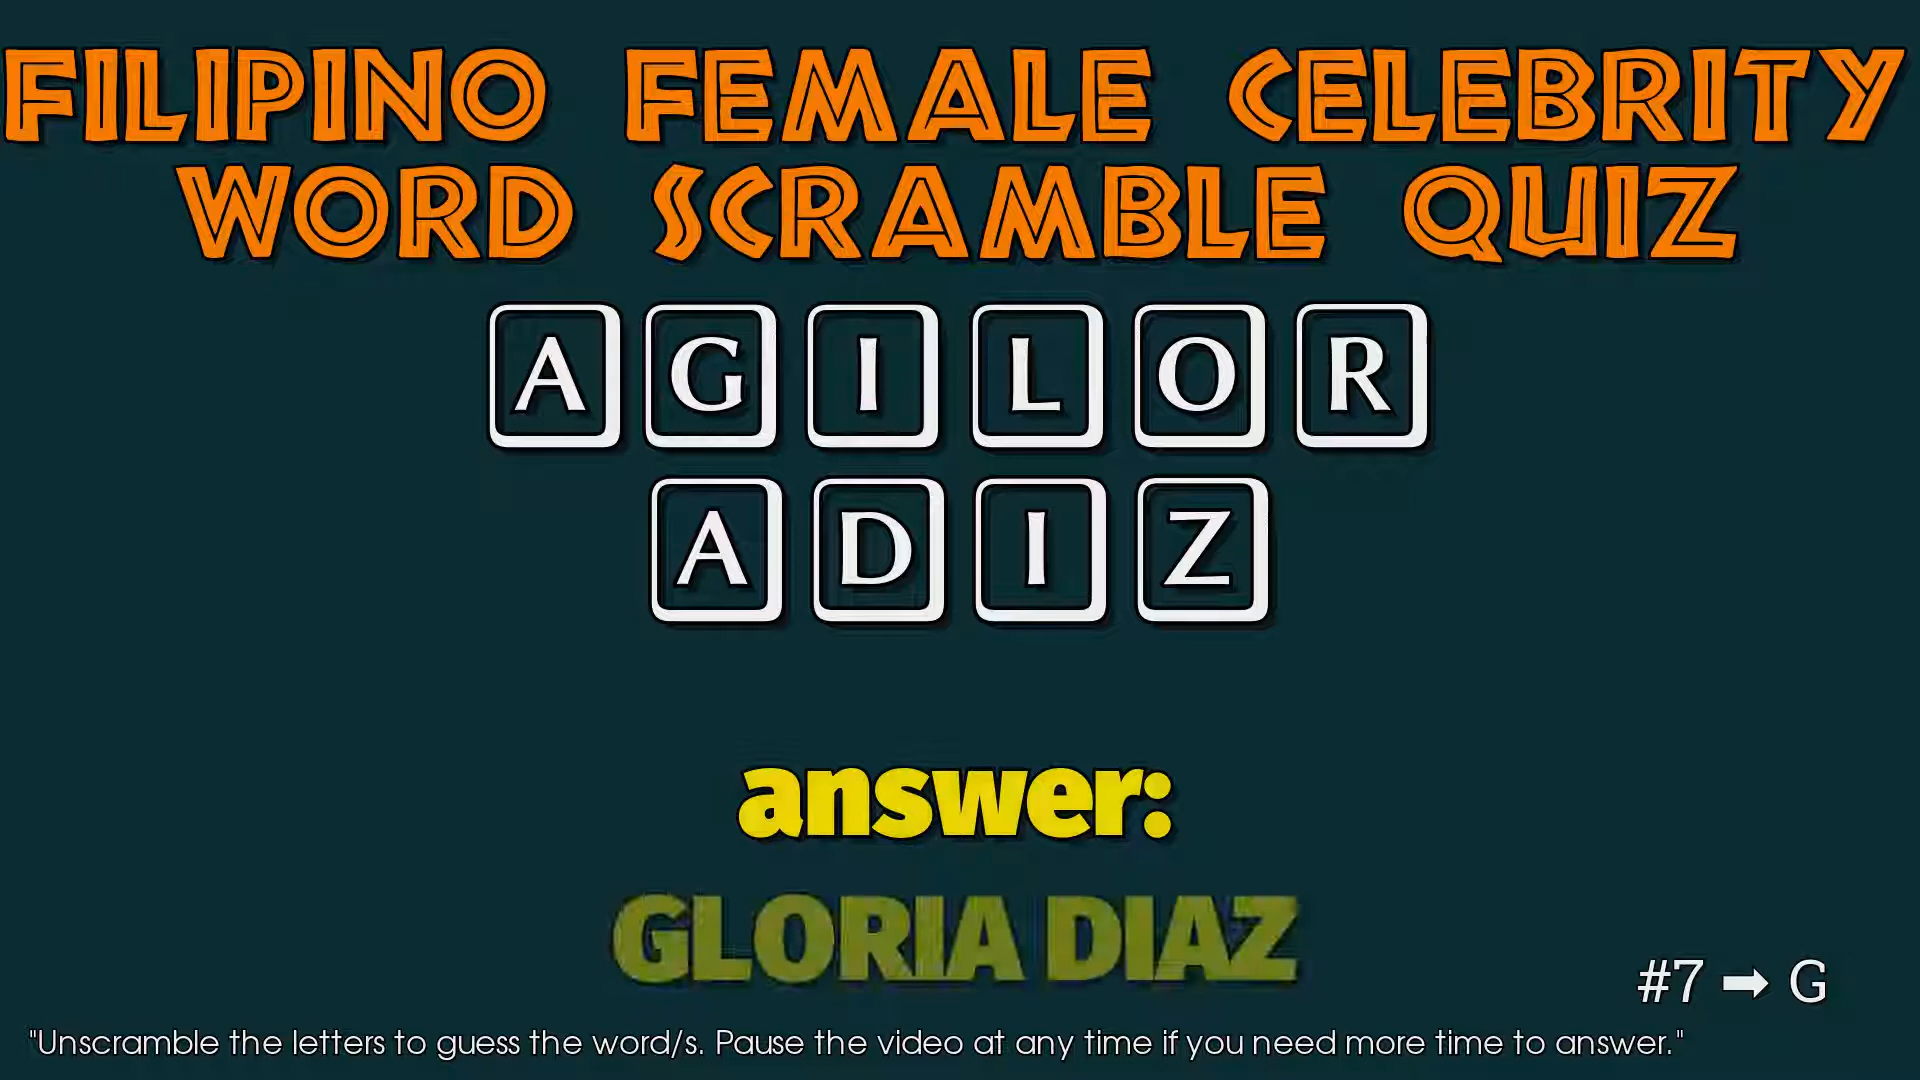 FILIPINO FEMALE CELEBRITY
WORD SCRAMBLE QUIZ
A G I L O R
A D I Z
answer:
GLORIA DIAZ
#7 ➡ G
"Unscramble the letters to guess the word/s. Pause the video at any time if you need more time to answer."